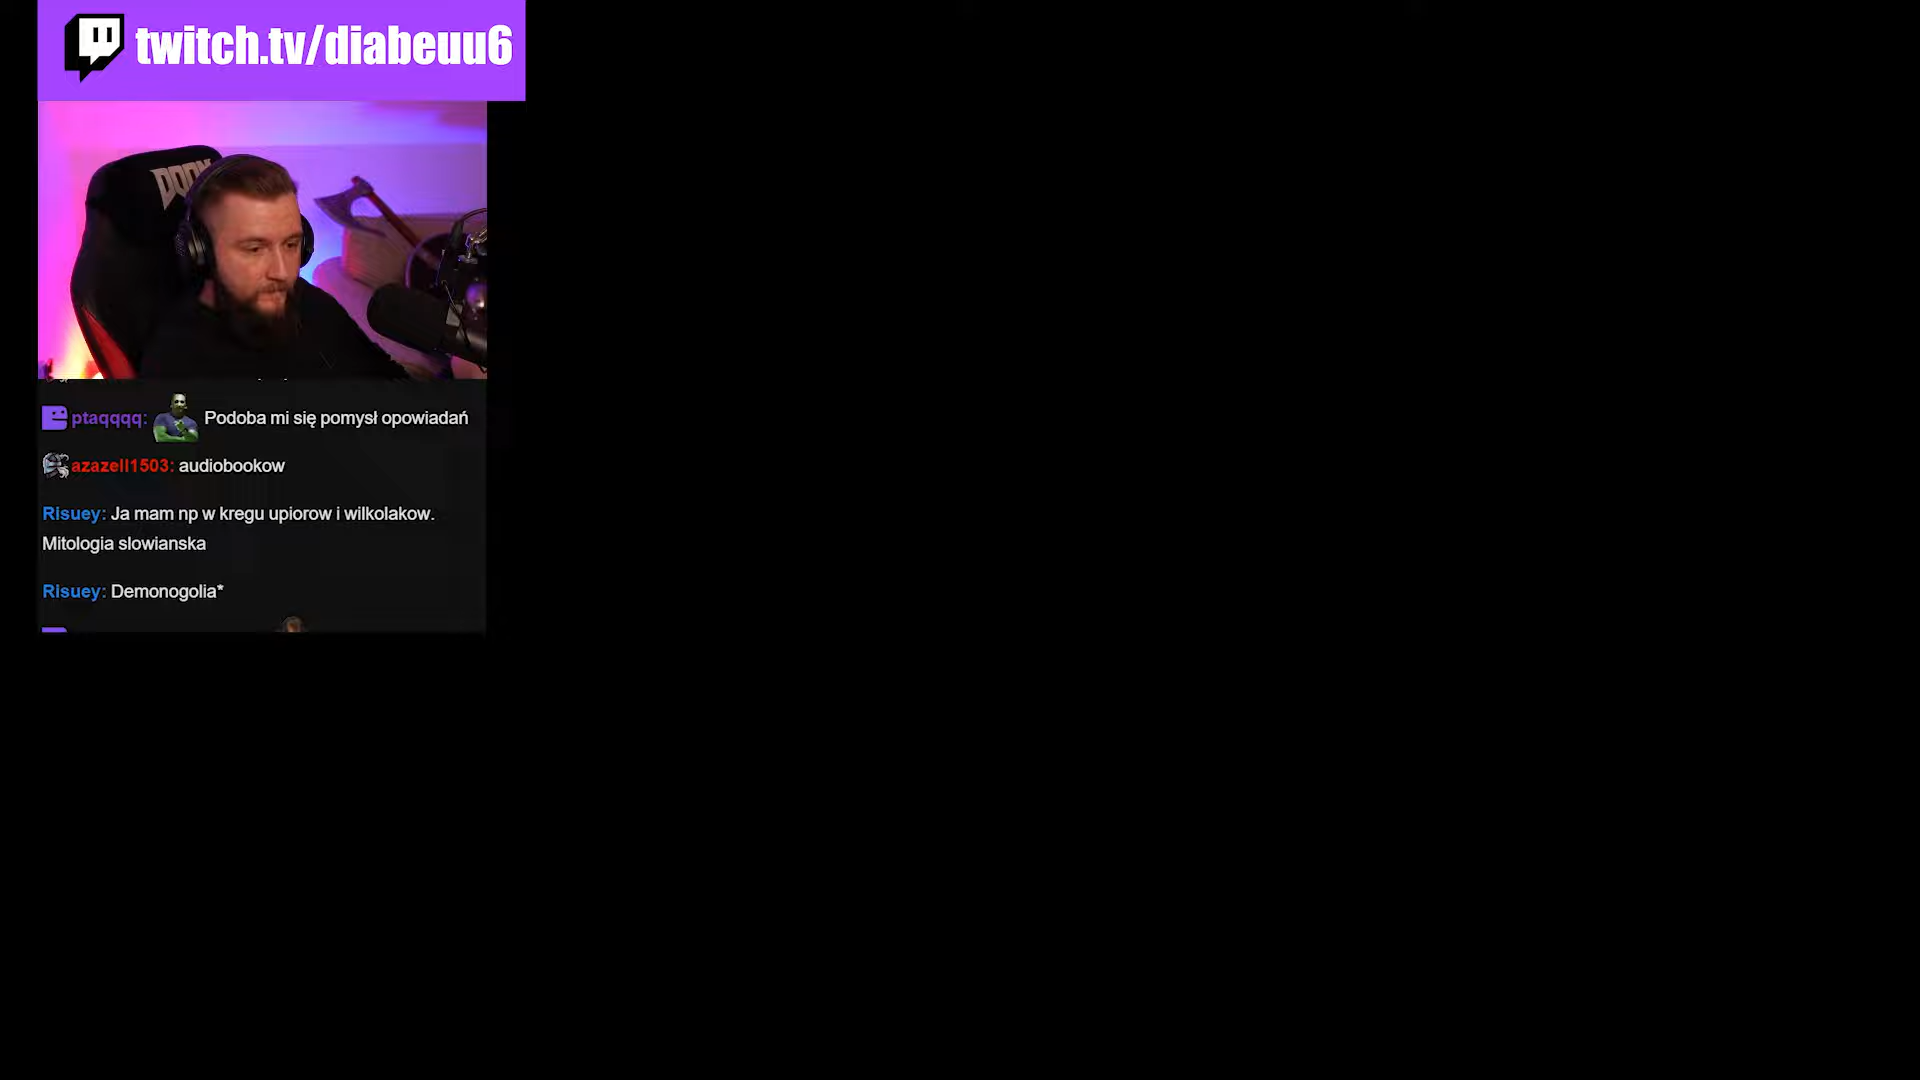 twitch.tv/diabeuu6
DOOM
ptaqqqq: Podoba mi się pomysł opowiadań
azazell1503: audiobookow
Risuey: Ja mam np w kregu upiorow i wilkolakow.
Mitologia slowianska
Risuey: Demonogolia*